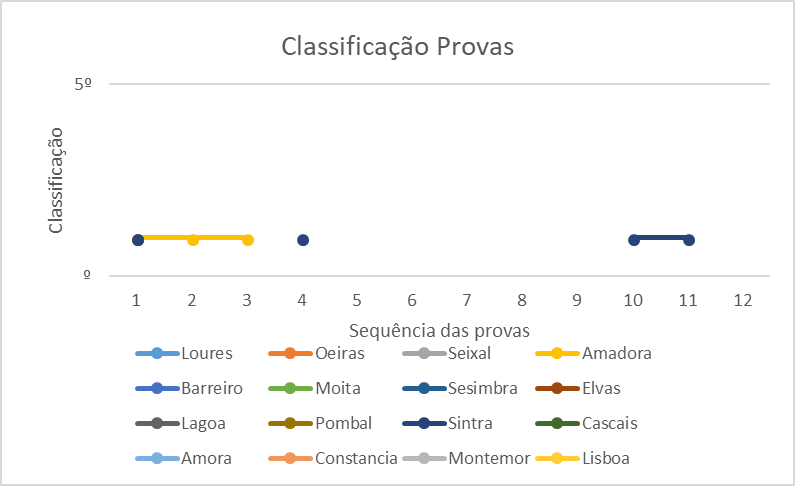 Classificação Provas
5º
Classificação
º
1 2 3 4 5 6 7 8 9 10 11 12
Sequência das provas
Loures Oeiras Seixal Amadora
Barreiro Moita Sesimbra Elvas
Lagoa Pombal Sintra Cascais
Amora Constancia Montemor Lisboa